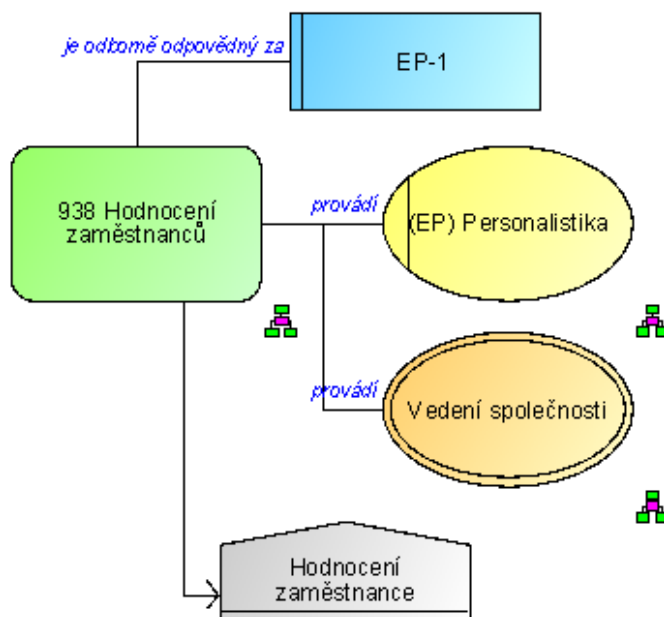 je odborně odpovědný za
EP-1
938 Hodnocení
zaměstnanců
provádí
(EP) Personalistika
provádí
Vedení společnosti
Hodnocení
zaměstnance